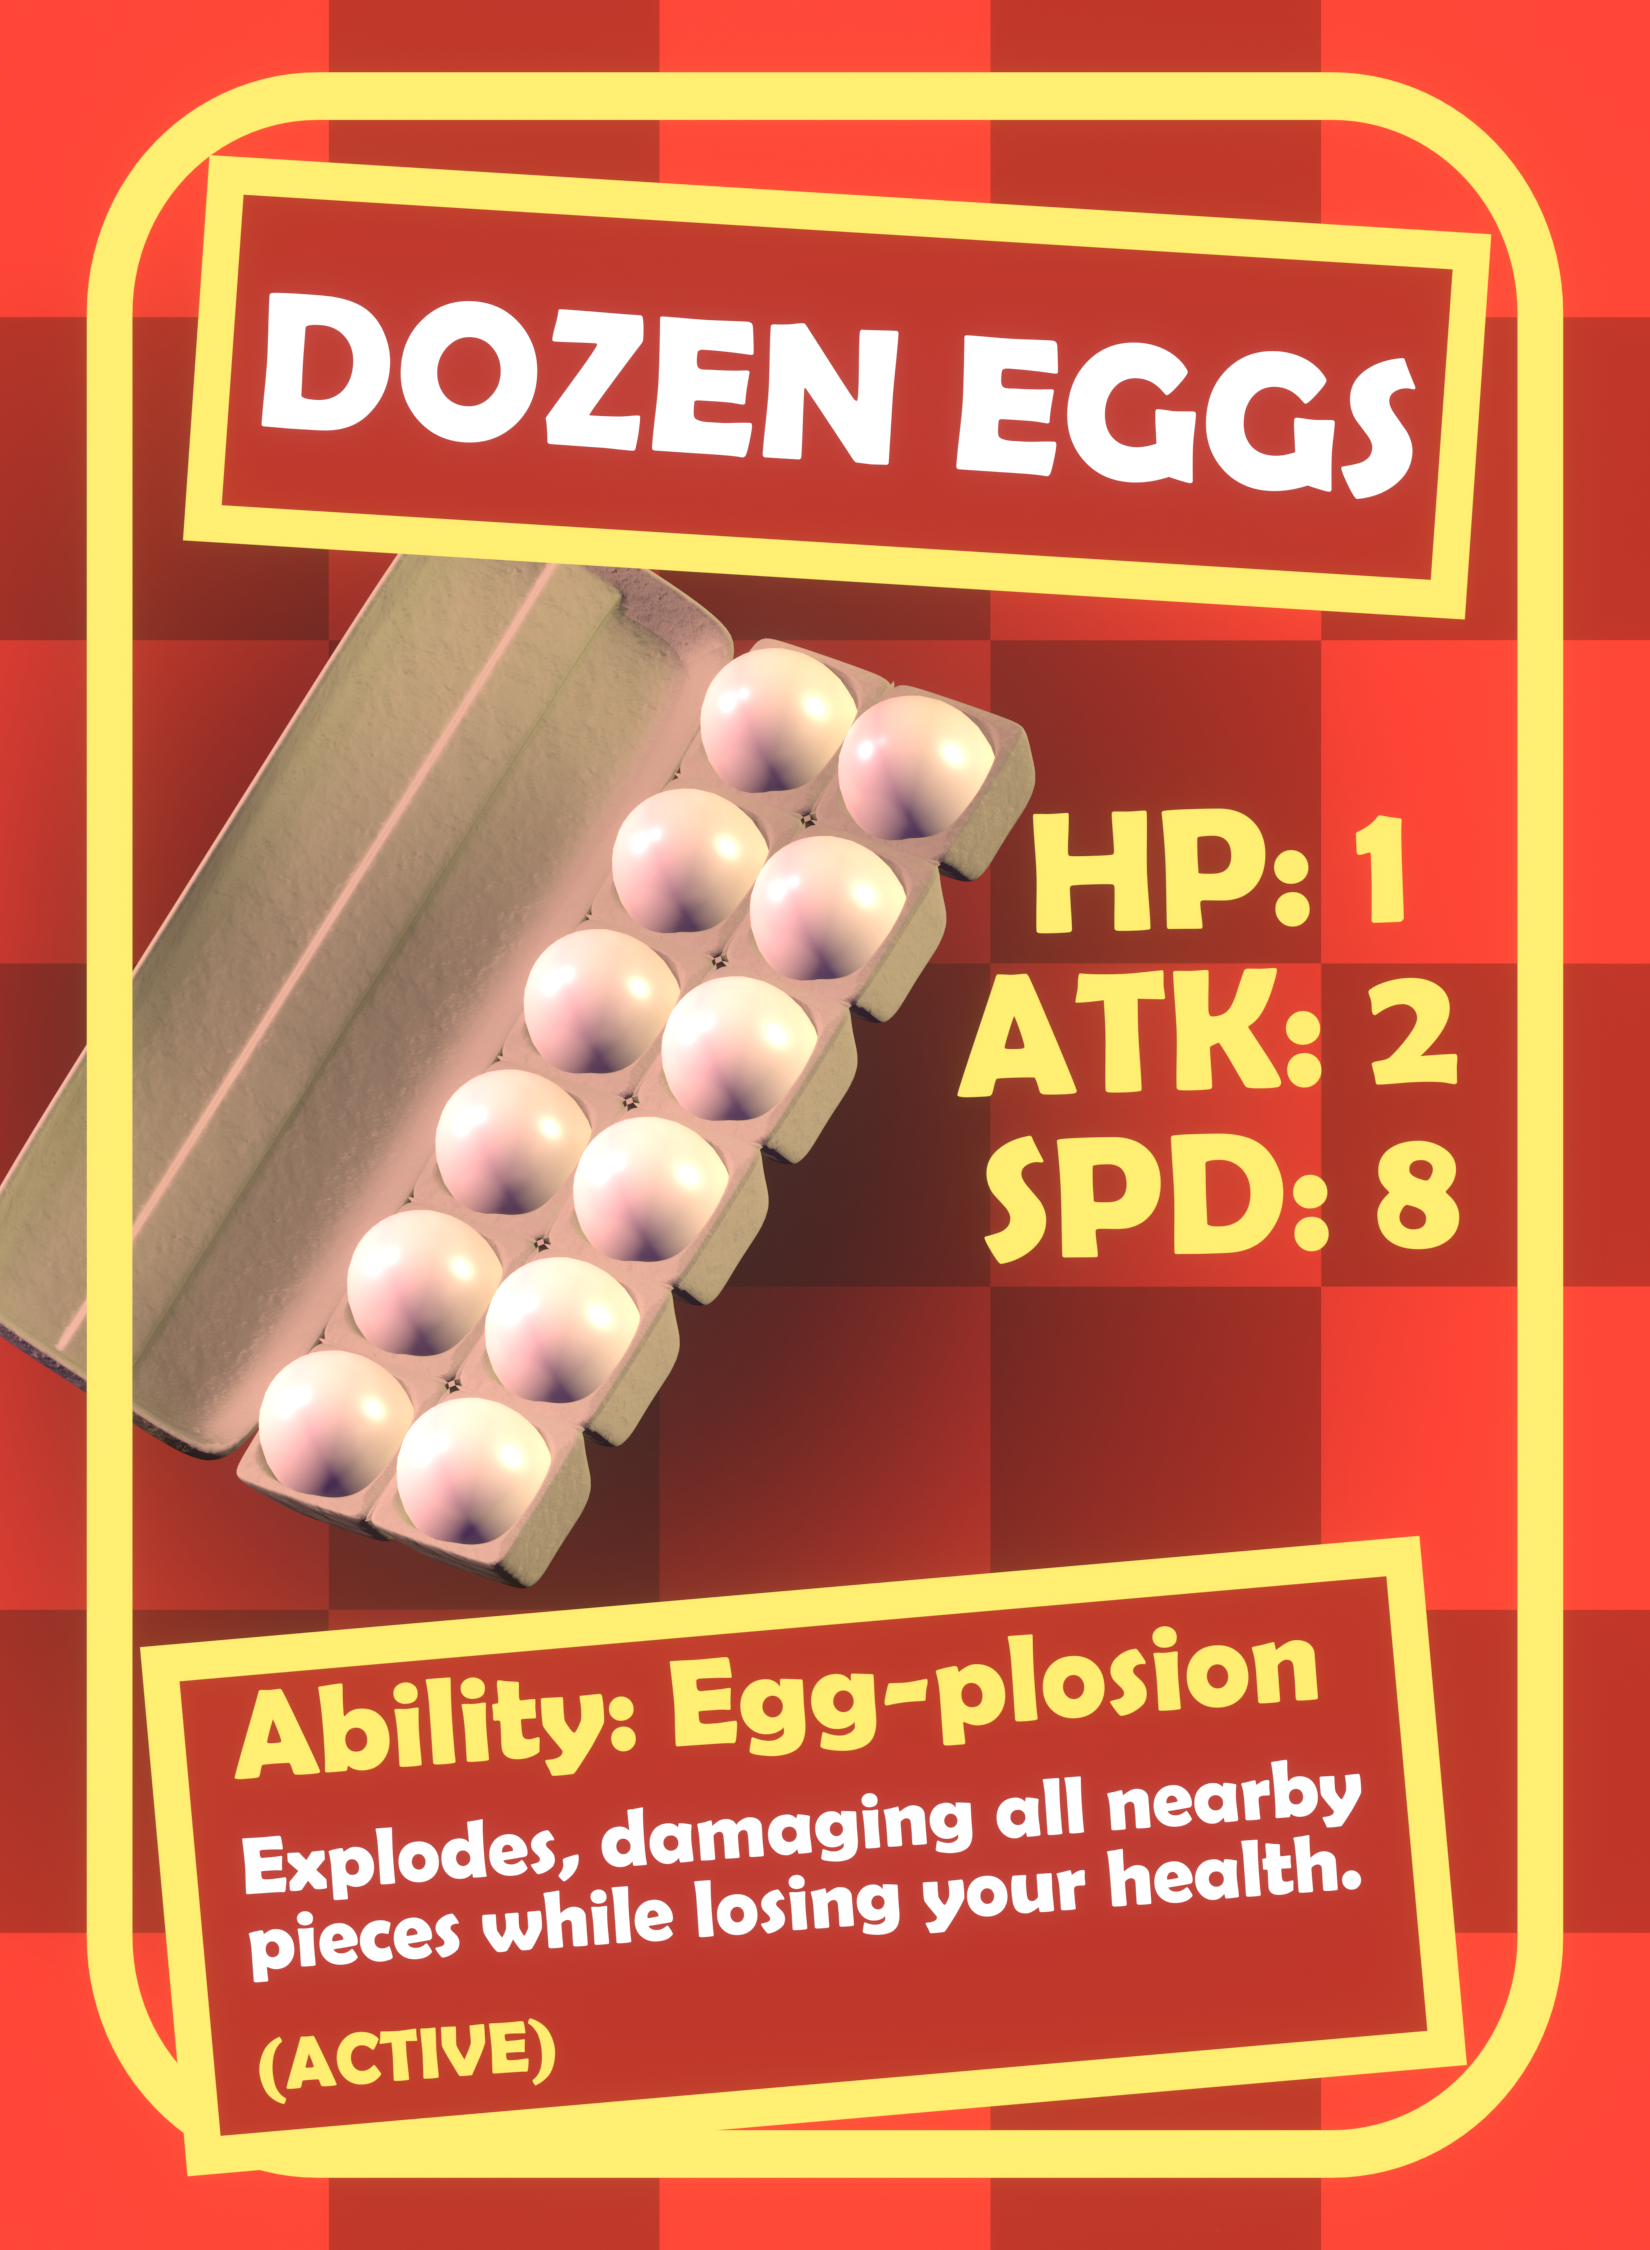 DOZEN EGGS
HP: 1
ATK: 2
SPD: 8
Ability: Egg-plosion
Explodes, damaging all nearby
pieces while losing your health.
(ACTIVE)